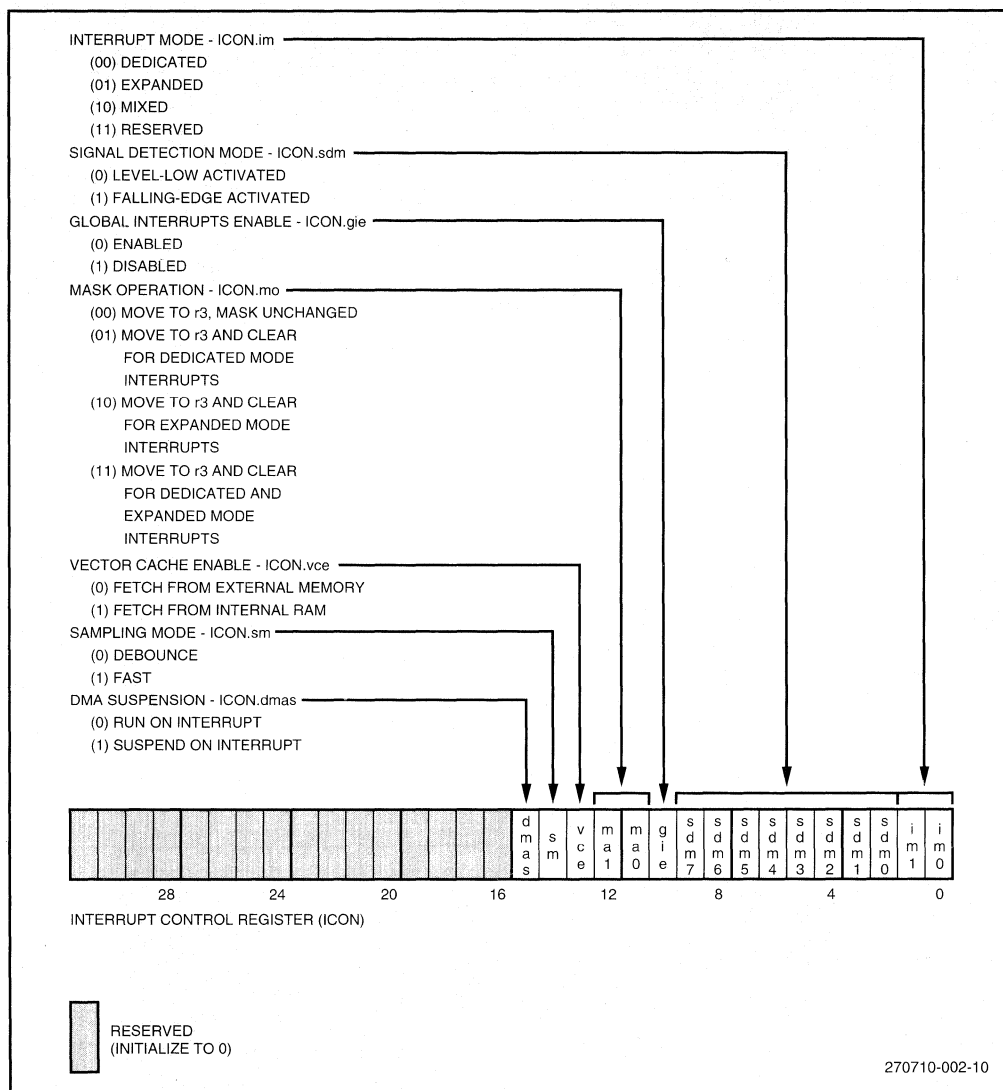 INTERRUPT MODE - ICON.im
(00) DEDICATED
(01) EXPANDED
(10) MIXED
(11) RESERVED
SIGNAL DETECTION MODE - ICON.sdm
(0) LEVEL-LOW ACTIVATED
(1) FALLING-EDGE ACTIVATED
GLOBAL INTERRUPTS ENABLE - ICON.gie
(0) ENABLED
(1) DISABLED
MASK OPERATION - ICON.mo
(00) MOVE TO r3, MASK UNCHANGED
(01) MOVE TO r3 AND CLEAR
FOR DEDICATED MODE
INTERRUPTS
(10) MOVE TO r3 AND CLEAR
FOR EXPANDED MODE
INTERRUPTS
(11) MOVE TO r3 AND CLEAR
FOR DEDICATED AND
EXPANDED MODE
INTERRUPTS
VECTOR CACHE ENABLE - ICON.vce
(0) FETCH FROM EXTERNAL MEMORY
(1) FETCH FROM INTERNAL RAM
SAMPLING MODE - ICON.sm
(0) DEBOUNCE
(1) FAST
DMA SUSPENSION - ICON.dmas
(0) RUN ON INTERRUPT
(1) SUSPEND ON INTERRUPT
dmas sm vce ma1 ma0 gie sdm7 sdm6 sdm5 sdm4 sdm3 sdm2 sdm1 sdm0 im1 im0
28 24 20 16 12 8 4 0
INTERRUPT CONTROL REGISTER (ICON)
RESERVED
(INITIALIZE TO 0)
270710-002-10